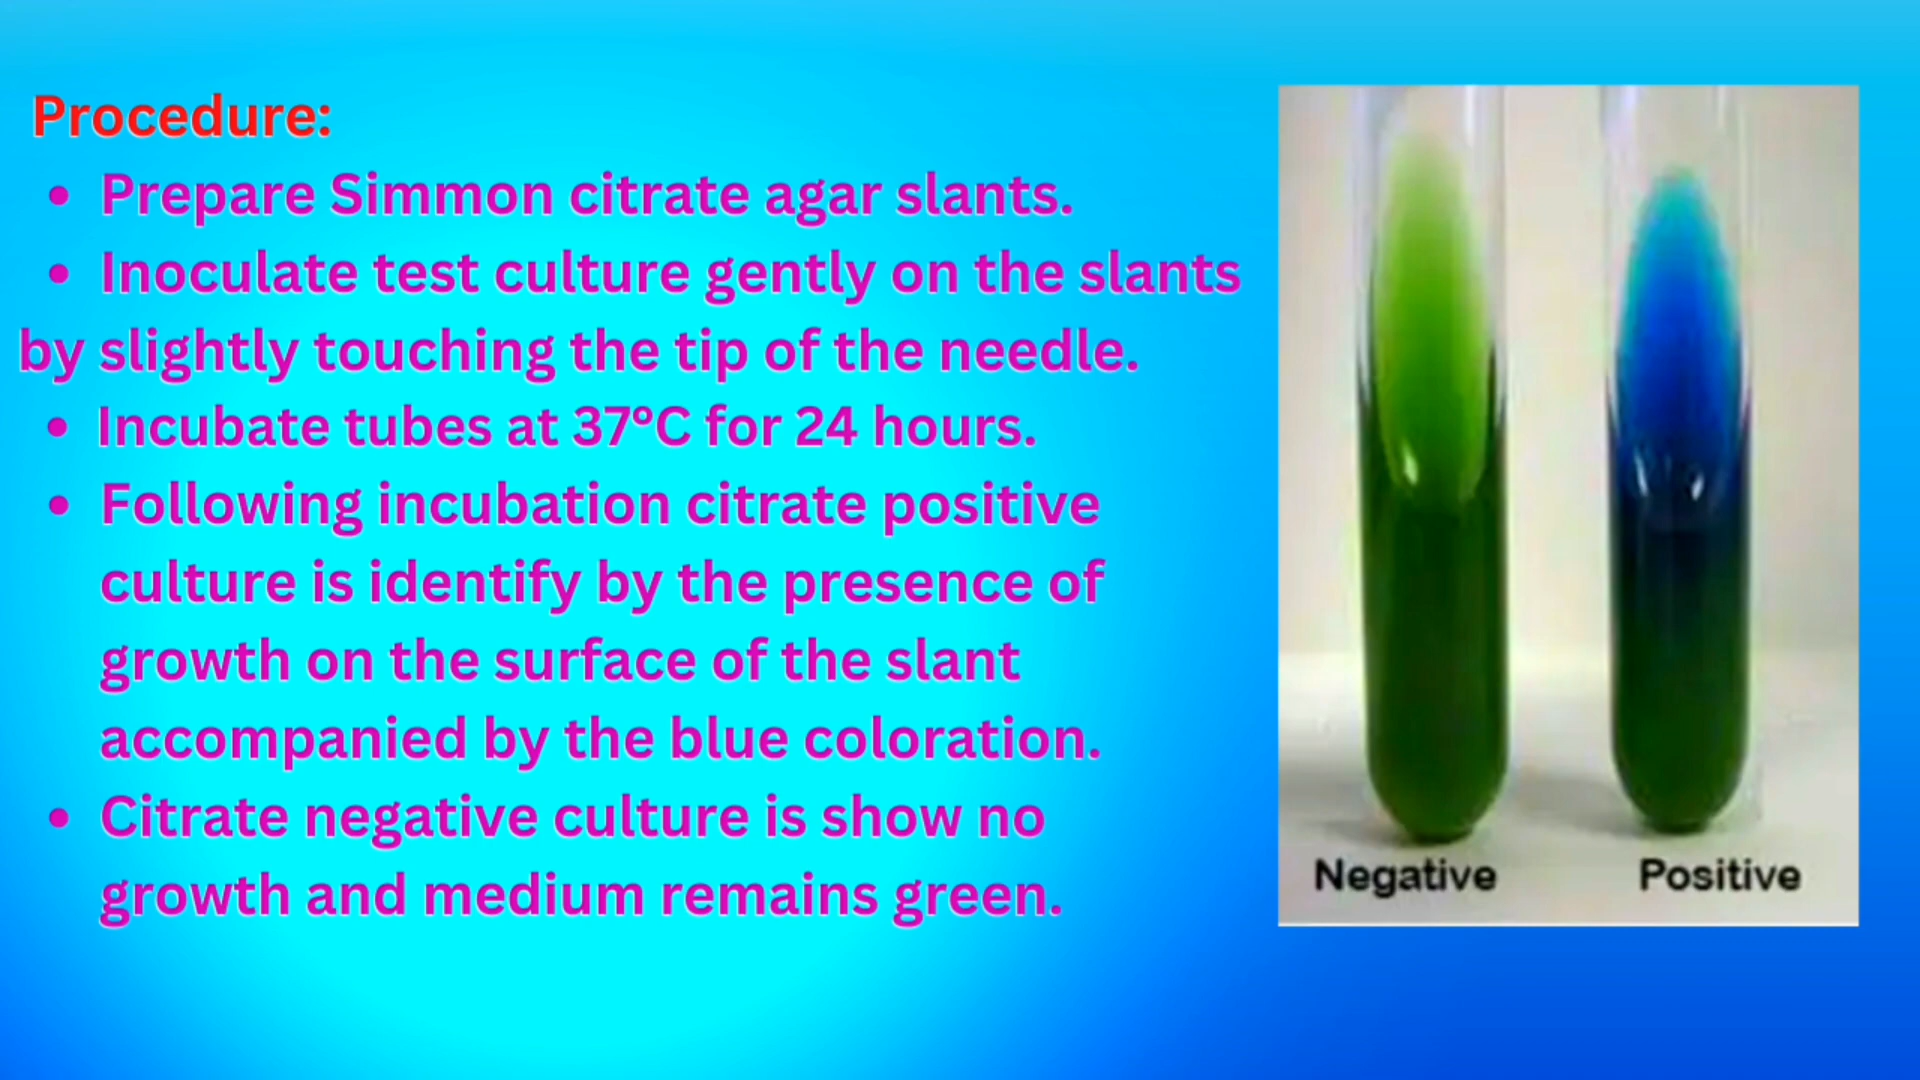 Procedure:
• Prepare Simmon citrate agar slants.
• Inoculate test culture gently on the slants
by slightly touching the tip of the needle.
• Incubate tubes at 37°C for 24 hours.
• Following incubation citrate positive
culture is identify by the presence of
growth on the surface of the slant
accompanied by the blue coloration.
• Citrate negative culture is show no
growth and medium remains green.
Negative
Positive